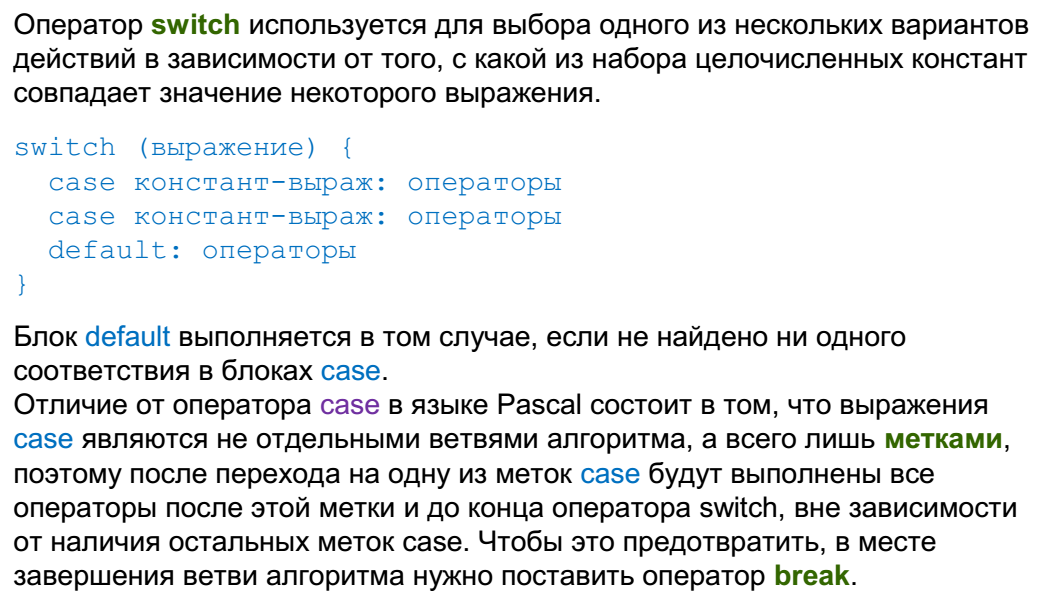 Оператор switch используется для выбора одного из нескольких вариантов
действий в зависимости от того, с какой из набора целочисленных констант
совпадает значение некоторого выражения.
switch (выражение) {
  case констант-выраж: операторы
  case констант-выраж: операторы
  default: операторы
}
Блок default выполняется в том случае, если не найдено ни одного
соответствия в блоках case.
Отличие от оператора case в языке Pascal состоит в том, что выражения
case являются не отдельными ветвями алгоритма, а всего лишь метками,
поэтому после перехода на одну из меток case будут выполнены все
операторы после этой метки и до конца оператора switch, вне зависимости
от наличия остальных меток case. Чтобы это предотвратить, в месте
завершения ветви алгоритма нужно поставить оператор break.